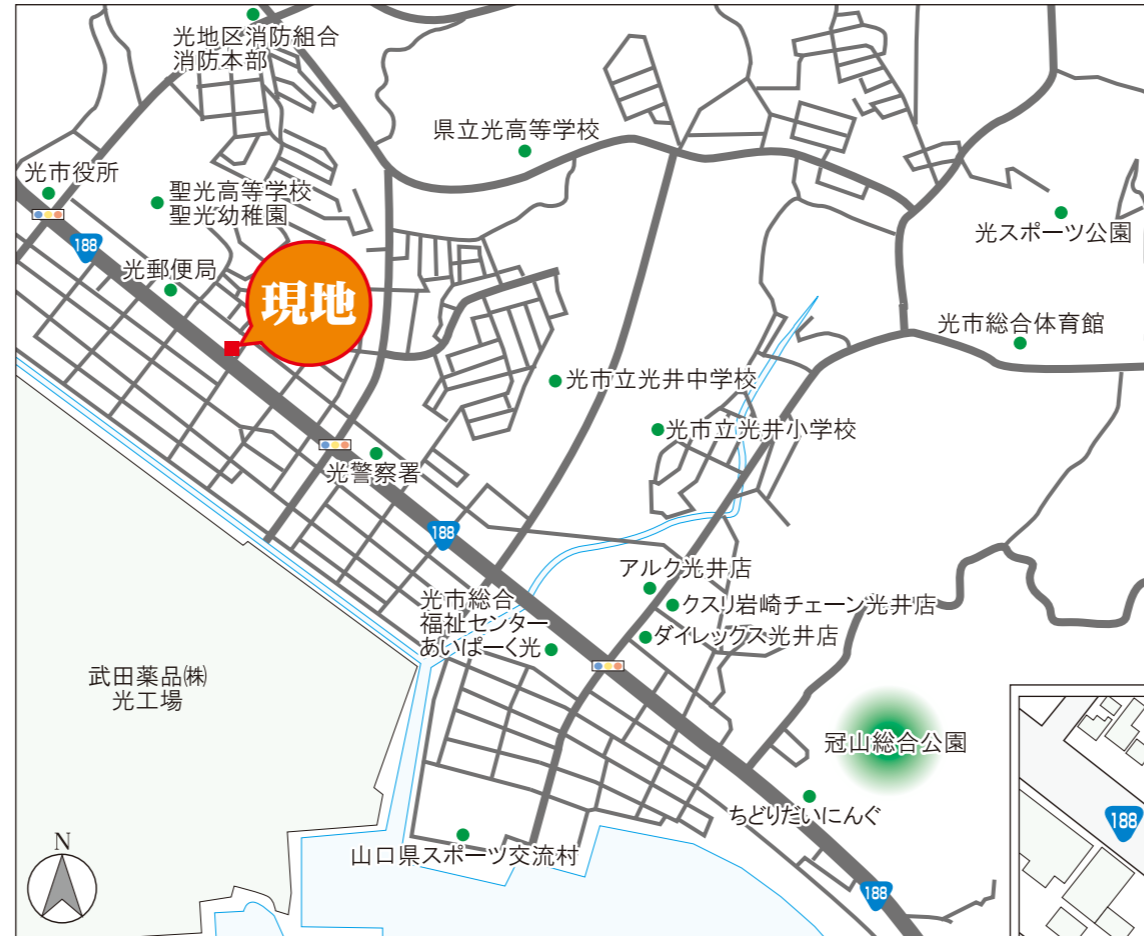 光地区消防組合
消防本部
県立光高等学校
光市役所
聖光高等学校
聖光幼稚園
光スポーツ公園
188
光郵便局
現地
光市総合体育館
光市立光井中学校
光市立光井小学校
光警察署
188
アルク光井店
光市総合
福祉センター
あいぱーく光
クスリ岩崎チェーン光井店
ダイレックス光井店
武田薬品㈱
光工場
冠山総合公園
ちどりだいにんぐ
188
山口県スポーツ交流村
N
188